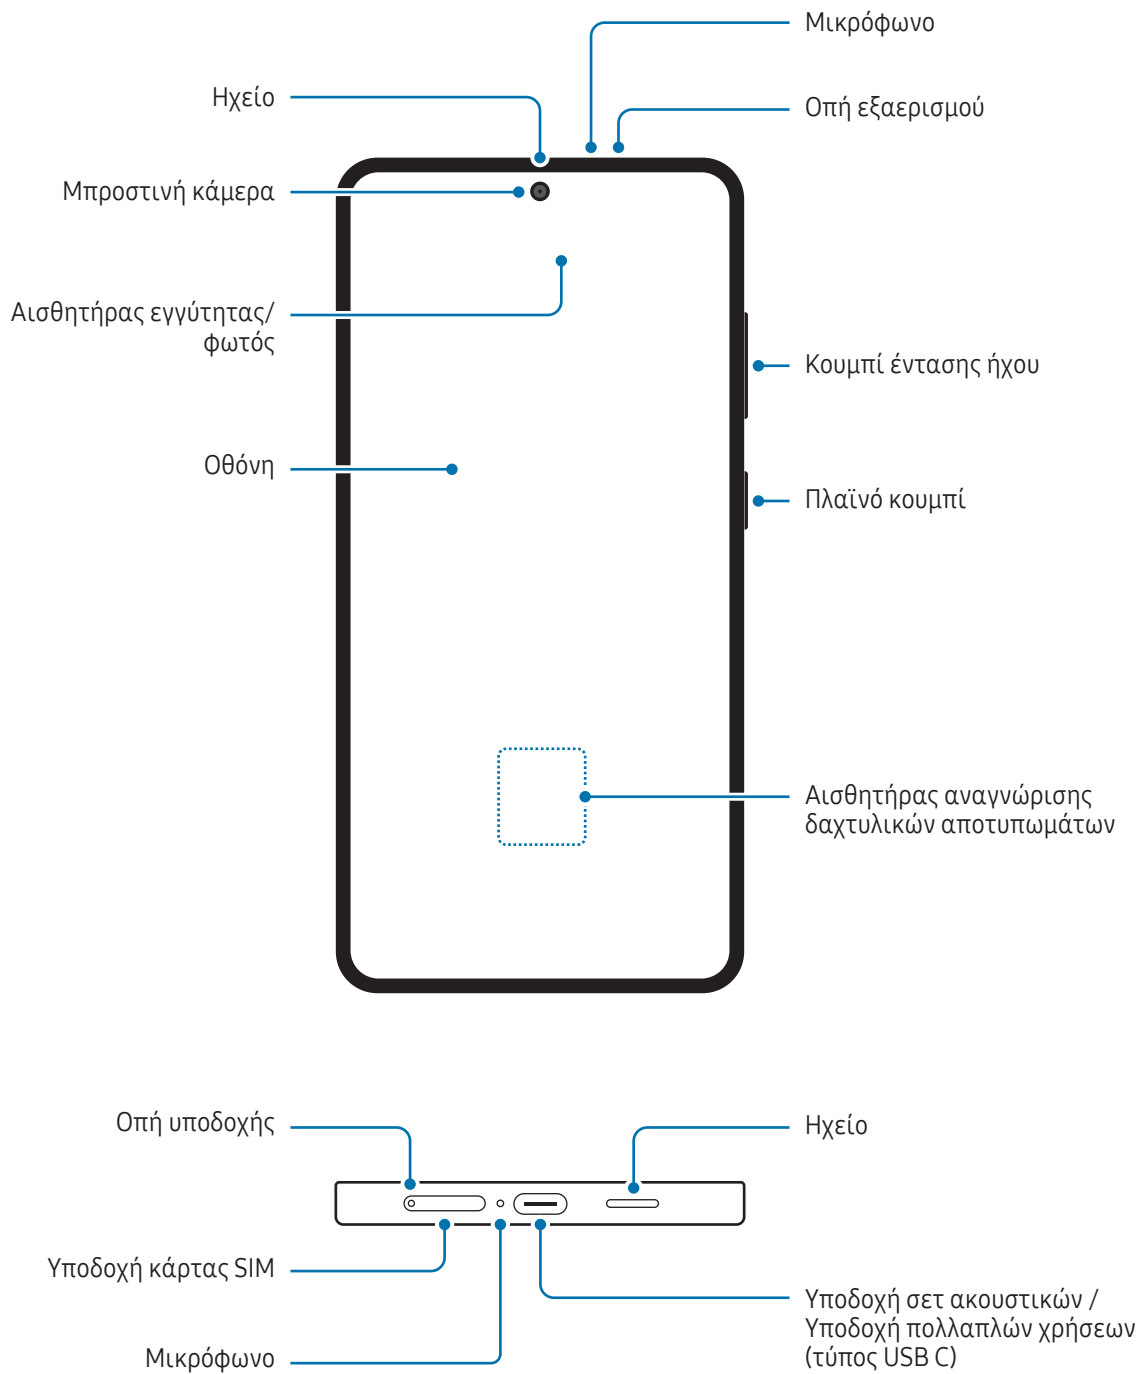 Μικρόφωνο
Ηχείο
Οπή εξαερισμού
Μπροστινή κάμερα
Αισθητήρας εγγύτητας/
φωτός
Κουμπί έντασης ήχου
Οθόνη
Πλαϊνό κουμπί
Αισθητήρας αναγνώρισης
δαχτυλικών αποτυπωμάτων
Οπή υποδοχής
Ηχείο
Υποδοχή κάρτας SIM
Υποδοχή σετ ακουστικών /
Υποδοχή πολλαπλών χρήσεων
(τύπος USB C)
Μικρόφωνο